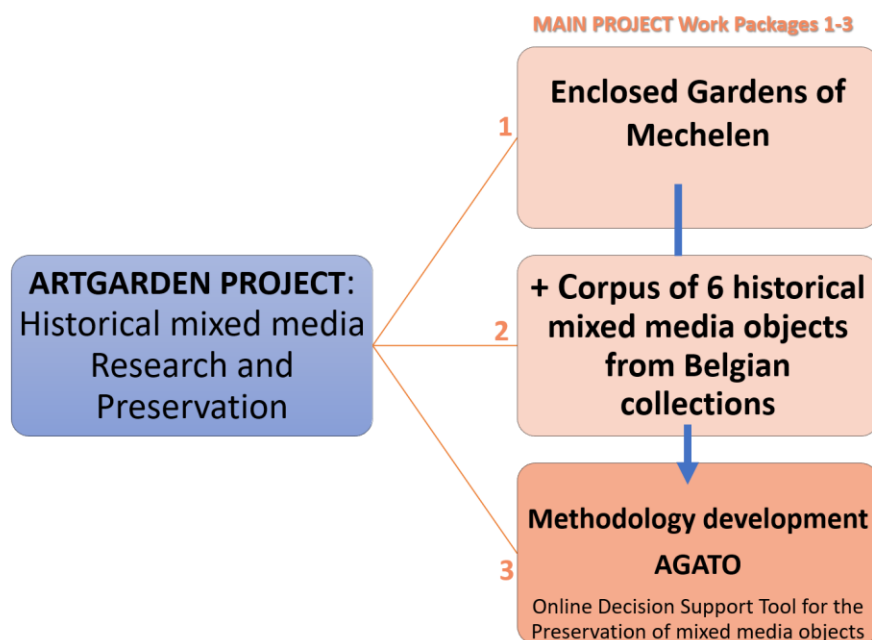 MAIN PROJECT Work Packages 1-3
1
Enclosed Gardens of
Mechelen
ARTGARDEN PROJECT:
Historical mixed media
Research and
Preservation
2
+ Corpus of 6 historical
mixed media objects
from Belgian
collections
3
Methodology development
AGATO
Online Decision Support Tool for the
Preservation of mixed media objects